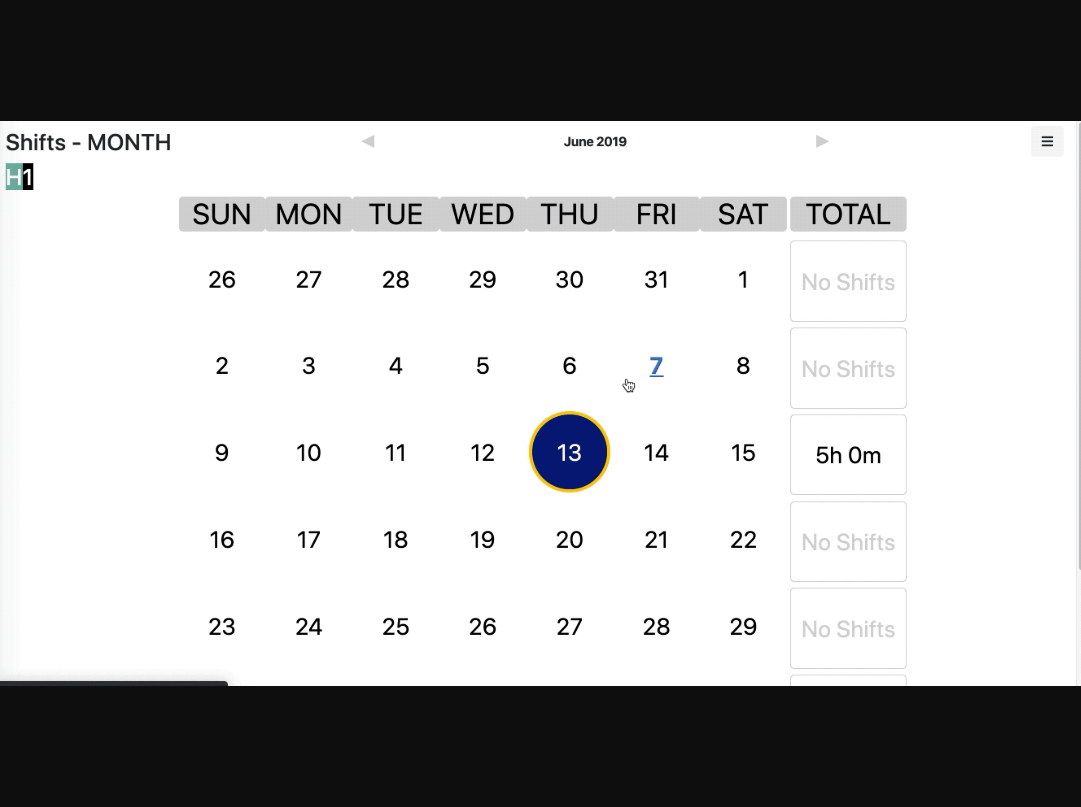 Shifts - MONTH
June 2019
H1
SUN MON TUE WED THU FRI SAT TOTAL
26 27 28 29 30 31 1 No Shifts
2 3 4 5 6 7 8 No Shifts
9 10 11 12 13 14 15 5h 0m
16 17 18 19 20 21 22 No Shifts
23 24 25 26 27 28 29 No Shifts